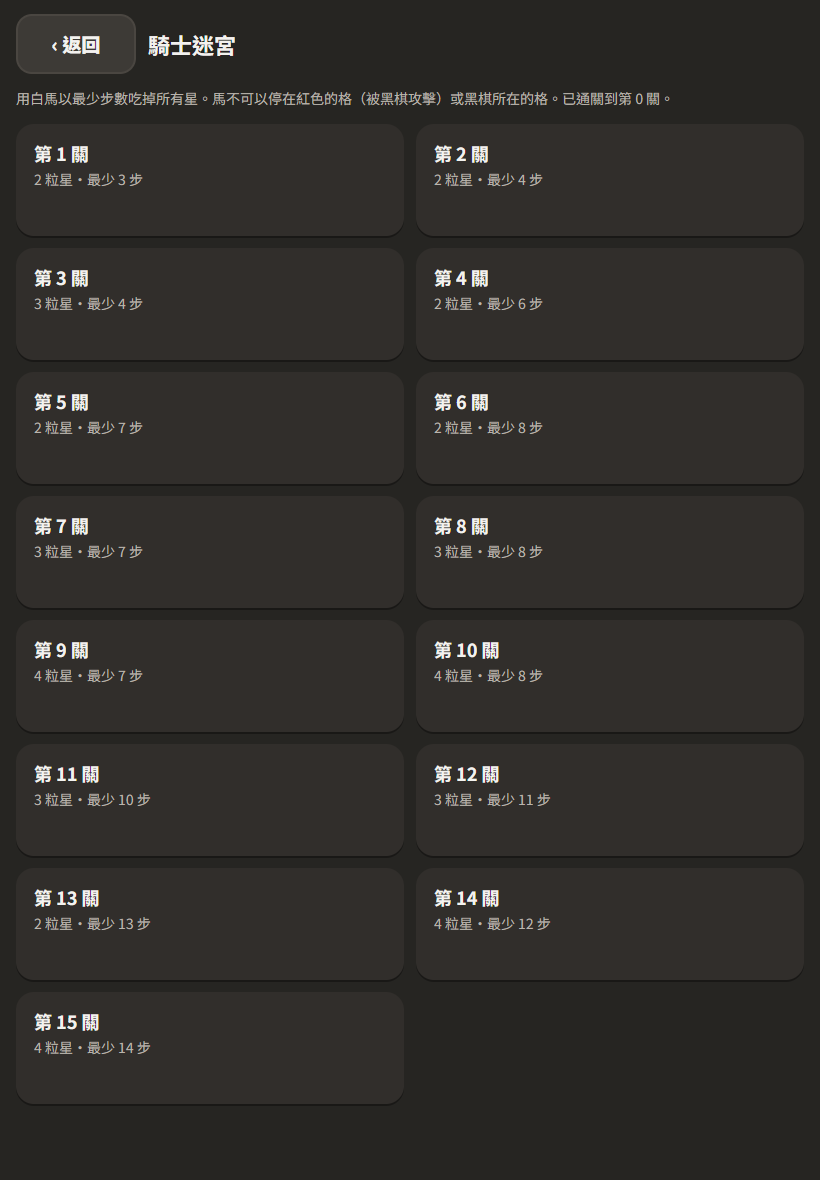 ‹ 返回
騎士迷宮
用白馬以最少步數吃掉所有星。馬不可以停在紅色的格（被黑棋攻擊）或黑棋所在的格。已通關到第 0 關。
第 1 關
2 粒星・最少 3 步
第 2 關
2 粒星・最少 4 步
第 3 關
3 粒星・最少 4 步
第 4 關
2 粒星・最少 6 步
第 5 關
2 粒星・最少 7 步
第 6 關
2 粒星・最少 8 步
第 7 關
3 粒星・最少 7 步
第 8 關
3 粒星・最少 8 步
第 9 關
4 粒星・最少 7 步
第 10 關
4 粒星・最少 8 步
第 11 關
3 粒星・最少 10 步
第 12 關
3 粒星・最少 11 步
第 13 關
2 粒星・最少 13 步
第 14 關
4 粒星・最少 12 步
第 15 關
4 粒星・最少 14 步